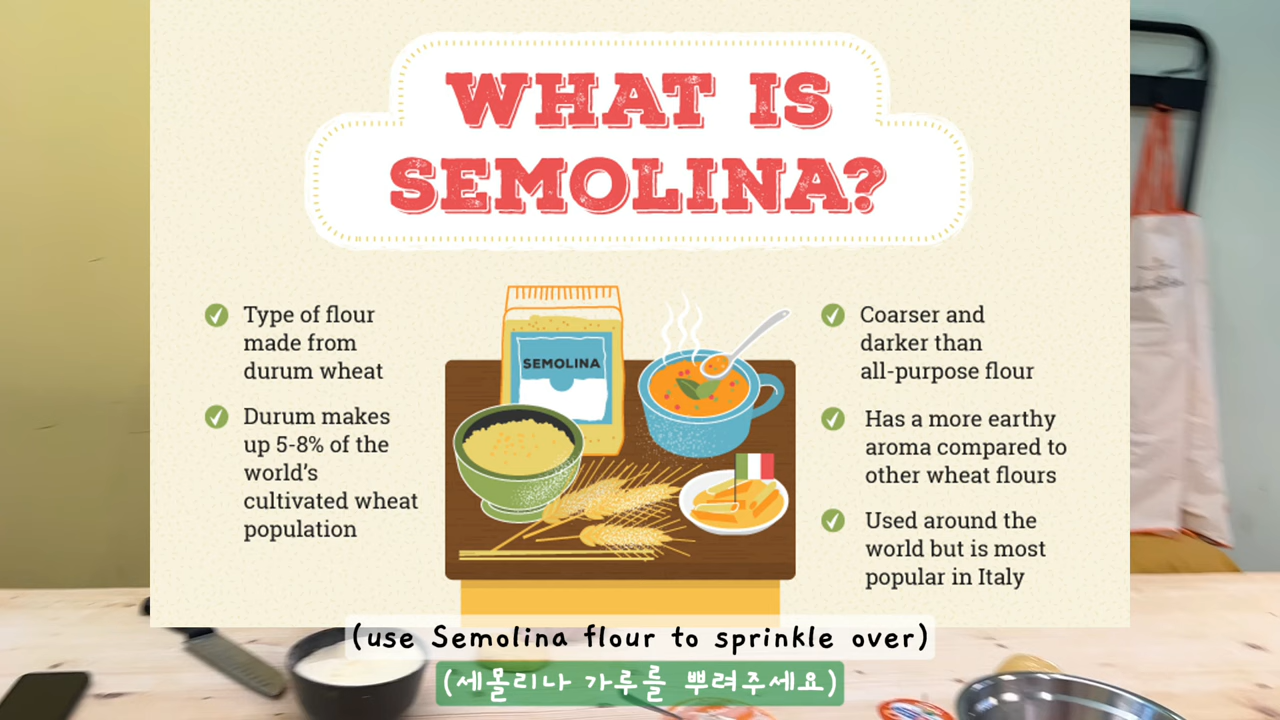 WHAT IS
SEMOLINA?
Type of flour
made from
durum wheat
Durum makes
up 5-8% of the
world's
cultivated wheat
population
SEMOLINA
Coarser and
darker than
all-purpose flour
Has a more earthy
aroma compared to
other wheat flours
Used around the
world but is most
popular in Italy
(use Semolina flour to sprinkle over)
(세몰리나 가루를 뿌려주세요)